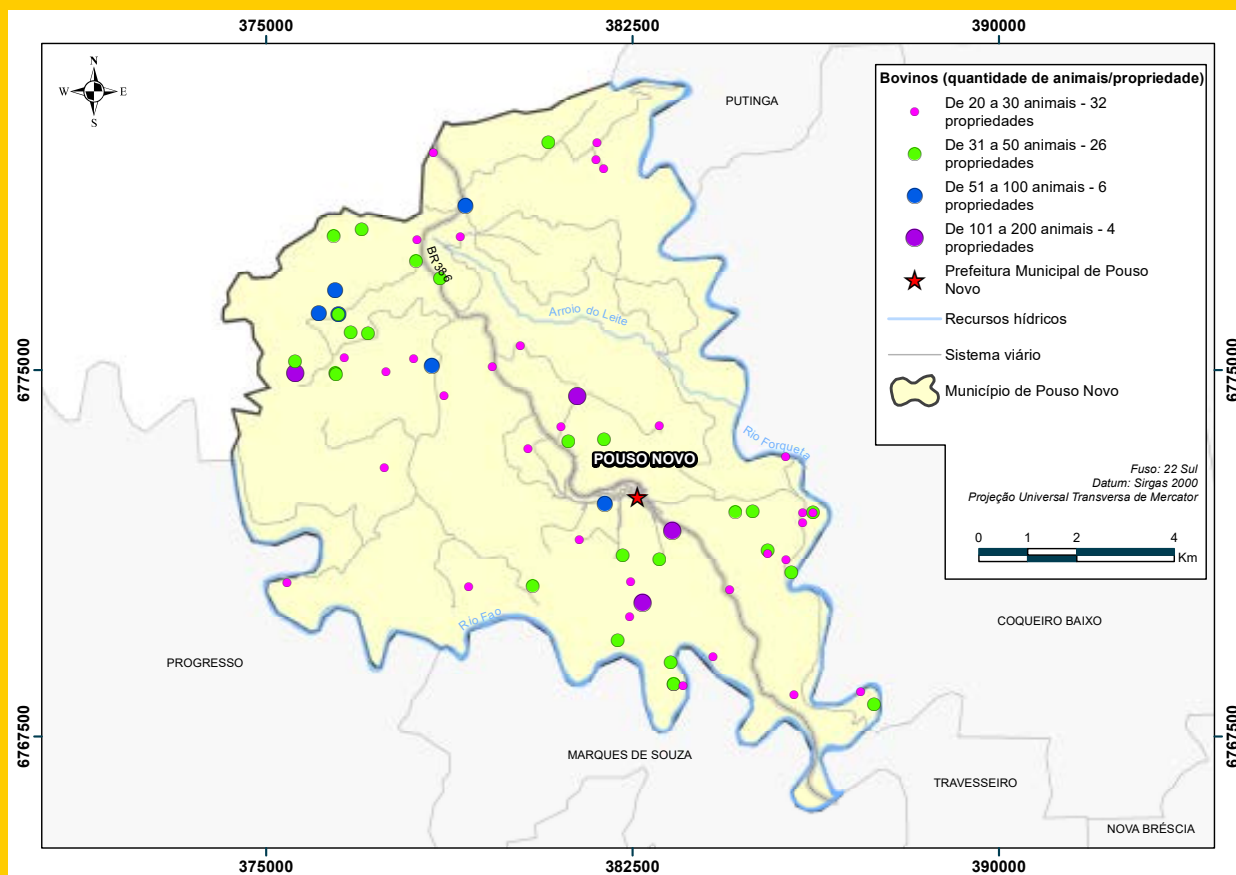 375000
382500
390000
N
W
E
S
PUTINGA
Bovinos (quantidade de animais/propriedade)
De 20 a 30 animais - 32
propriedades
De 31 a 50 animais - 26
propriedades
De 51 a 100 animais - 6
propriedades
De 101 a 200 animais - 4
propriedades
Prefeitura Municipal de Pouso
Novo
Recursos hídricos
Sistema viário
Município de Pouso Novo
BR386
Arroio do Leite
6775000
6775000
Rio Forqueta
POUSO NOVO
Fuso: 22 Sul
Datum: Sirgas 2000
Projeção Universal Transversa de Mercator
0 1 2 4
Km
Rio Fao
COQUEIRO BAIXO
PROGRESSO
6767500
6767500
MARQUES DE SOUZA
TRAVESSEIRO
NOVA BRÉSCIA
375000
382500
390000